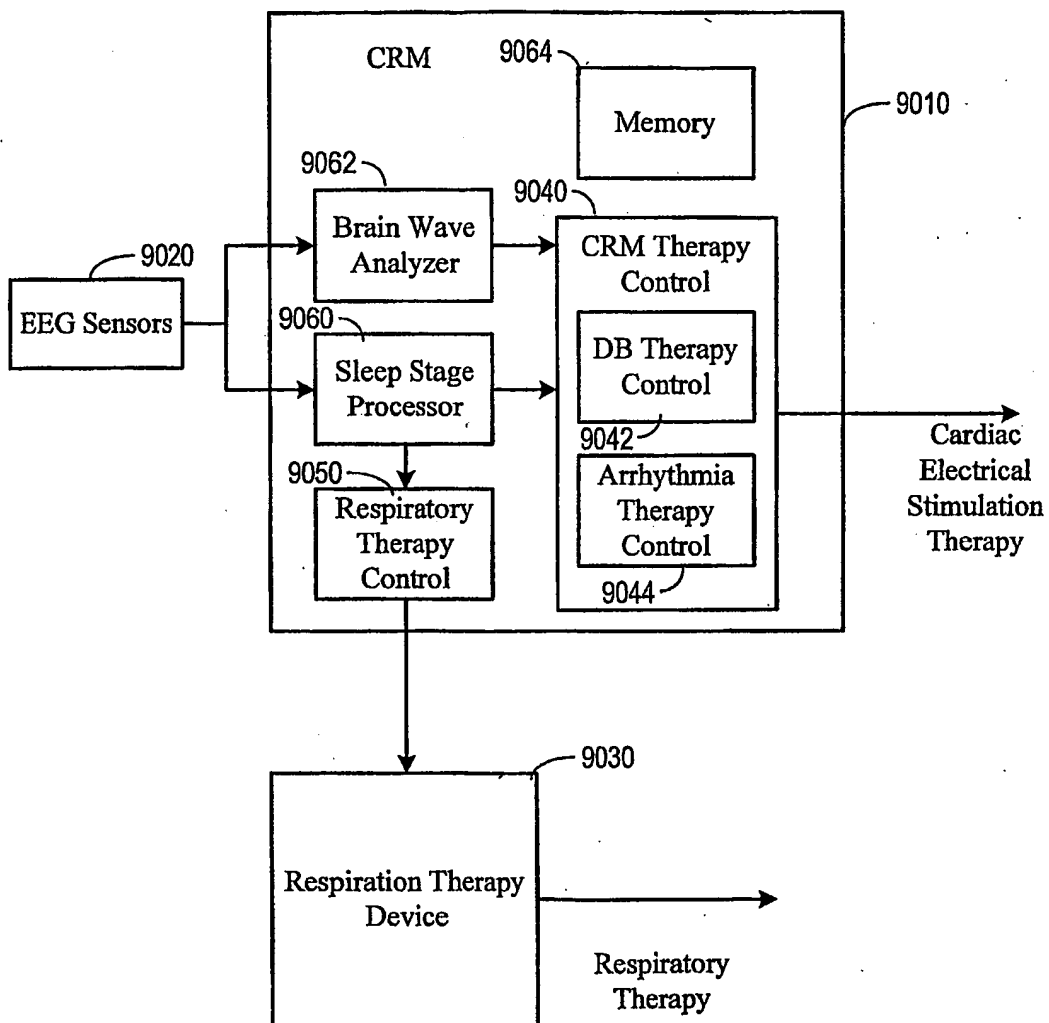 CRM
9064
Memory
9010
9062
Brain Wave
Analyzer
9040
CRM Therapy
Control
9020
EEG Sensors
9060
Sleep Stage
Processor
DB Therapy
Control
9042
Cardiac
Electrical
Stimulation
Therapy
9050
Respiratory
Therapy
Control
Arrhythmia
Therapy
Control
9044
9030
Respiration Therapy
Device
Respiratory
Therapy